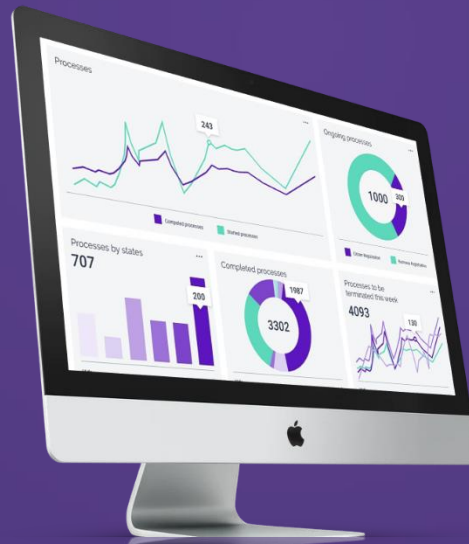 Processes
243
Completed processes
Started processes
Ongoing processes
1000
300
Processes by states
707
200
Completed processes
1987
3302
Processes to be
terminated this week
4093
130